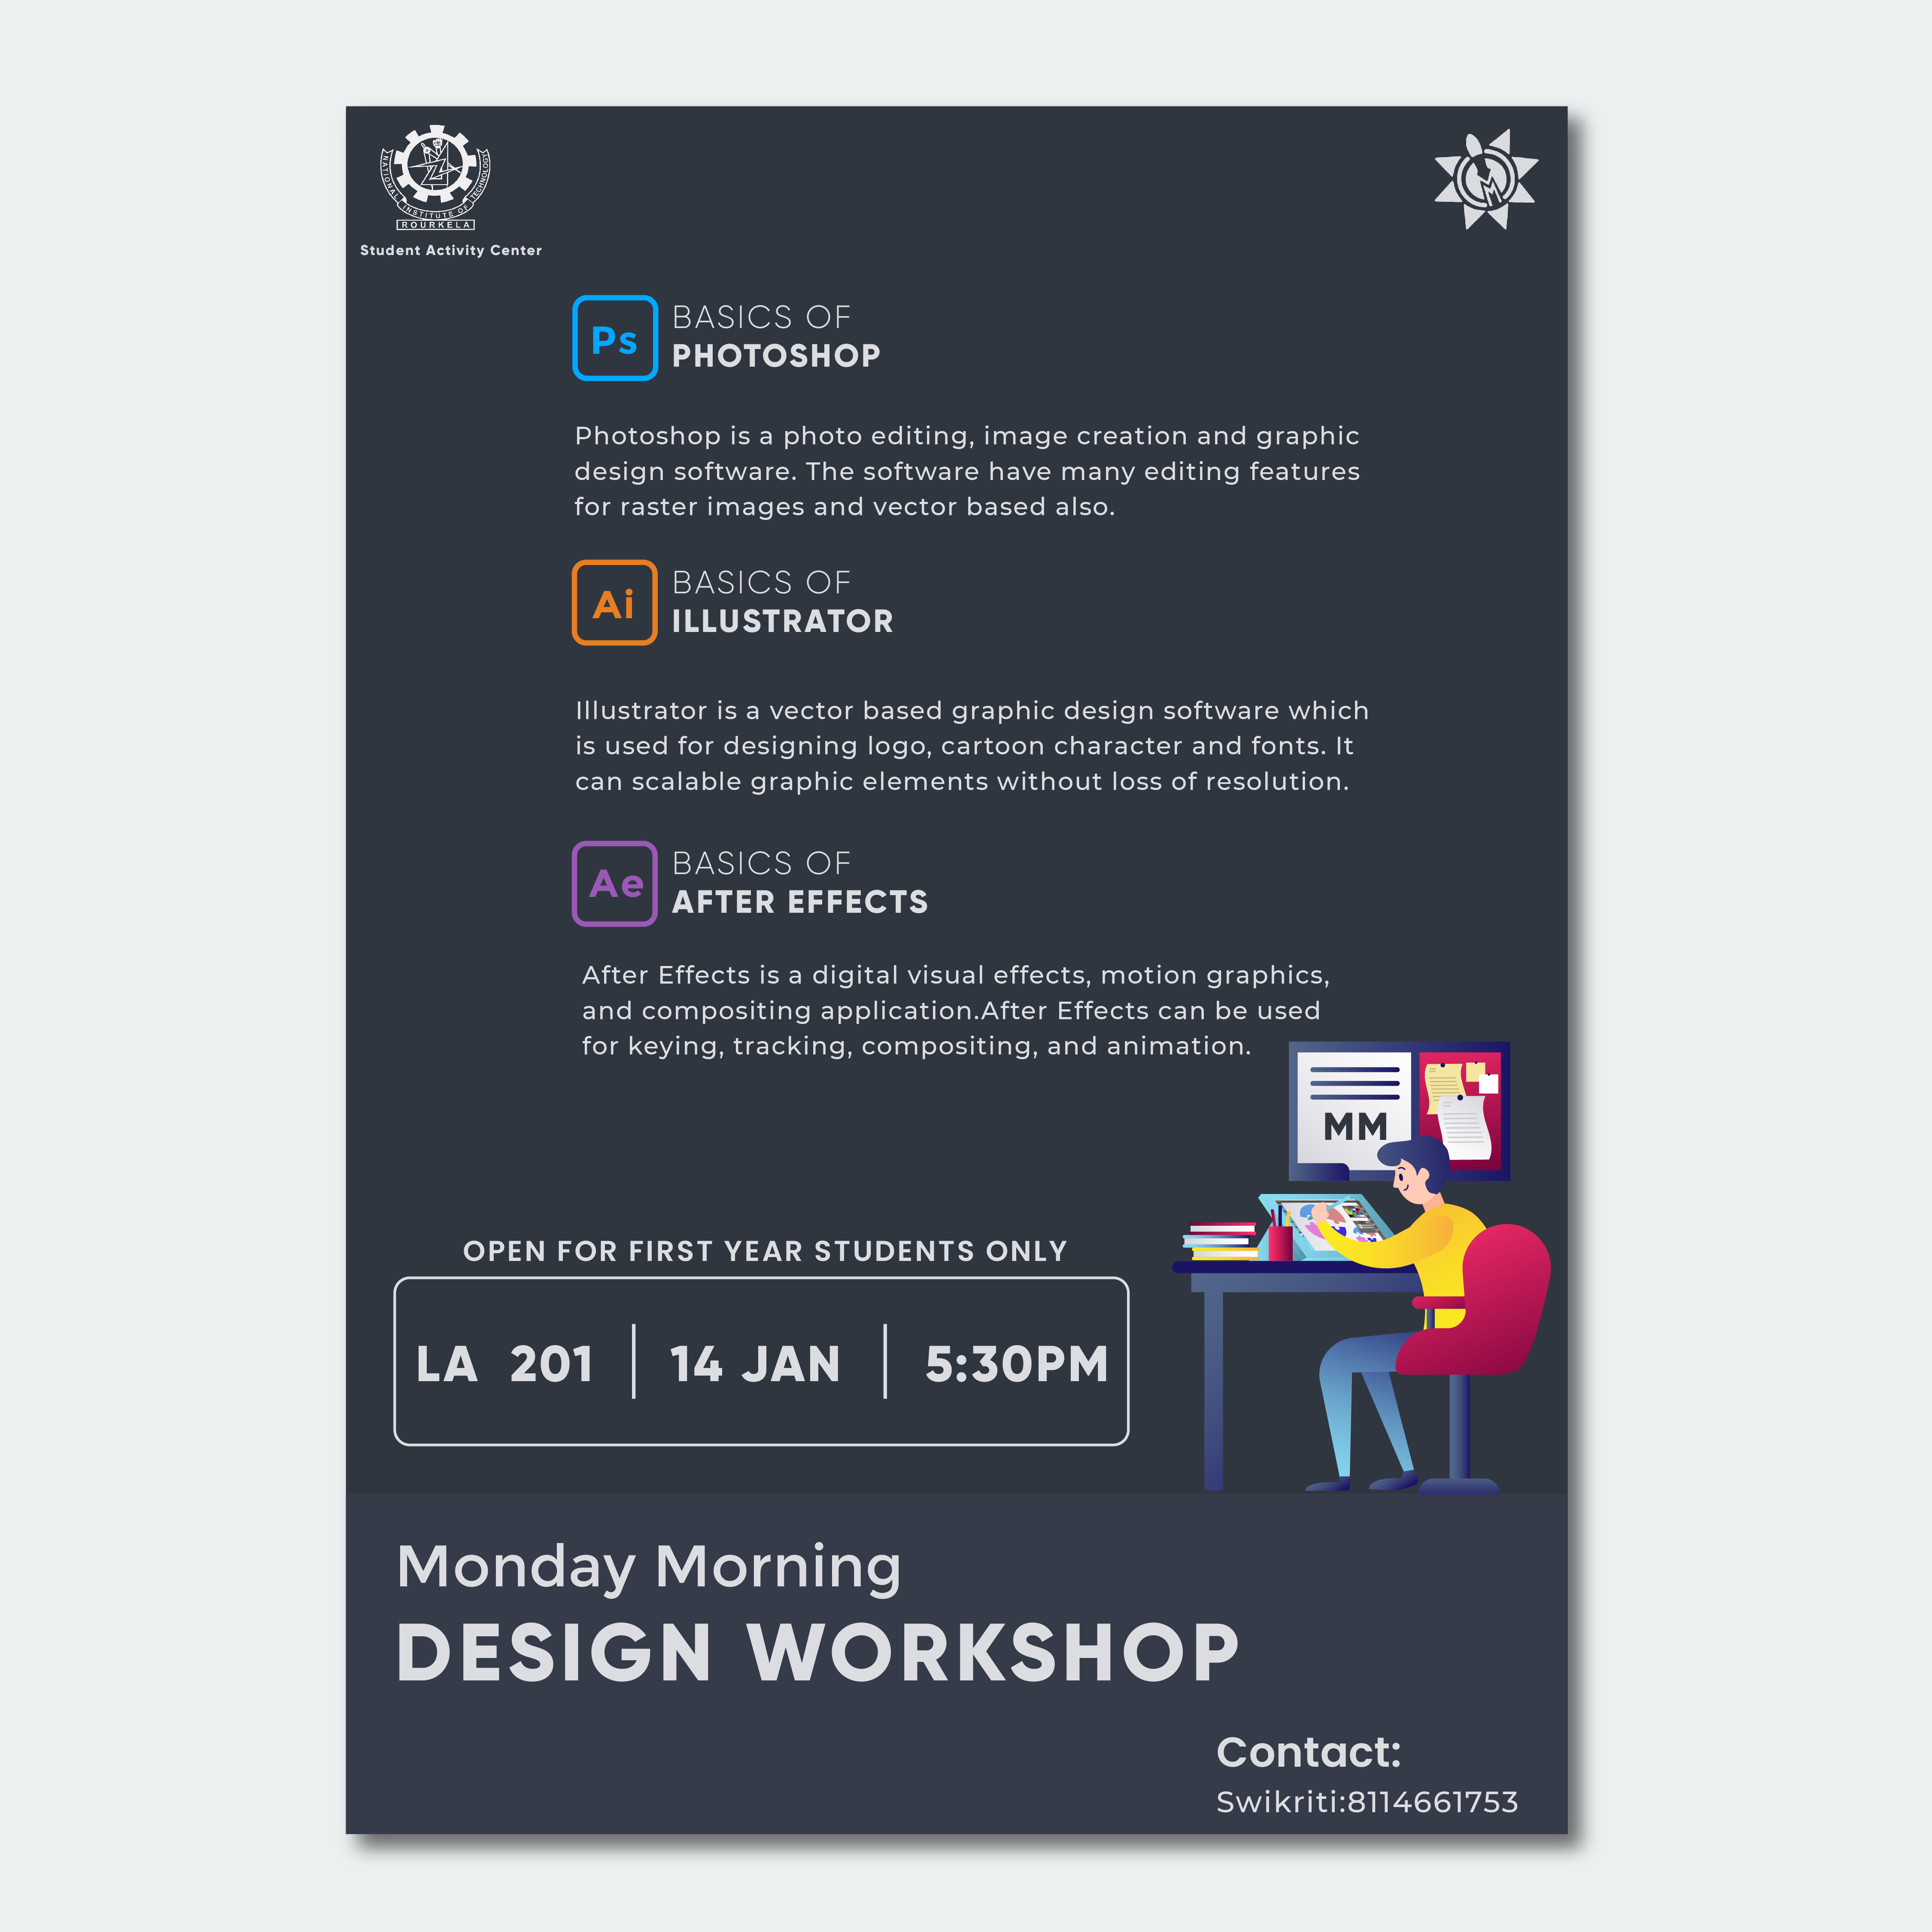 NATIONAL INSTITUTE OF TECHNOLOGY
ROURKELA
Student Activity Center
M
Ps
BASICS OF
PHOTOSHOP
Photoshop is a photo editing, image creation and graphic
design software. The software have many editing features
for raster images and vector based also.
Ai
BASICS OF
ILLUSTRATOR
Illustrator is a vector based graphic design software which
is used for designing logo, cartoon character and fonts. It
can scalable graphic elements without loss of resolution.
Ae
BASICS OF
AFTER EFFECTS
After Effects is a digital visual effects, motion graphics,
and compositing application.After Effects can be used
for keying, tracking, compositing, and animation.
MM
OPEN FOR FIRST YEAR STUDENTS ONLY
LA 201 | 14 JAN | 5:30PM
Monday Morning
DESIGN WORKSHOP
Contact:
Swikriti:8114661753